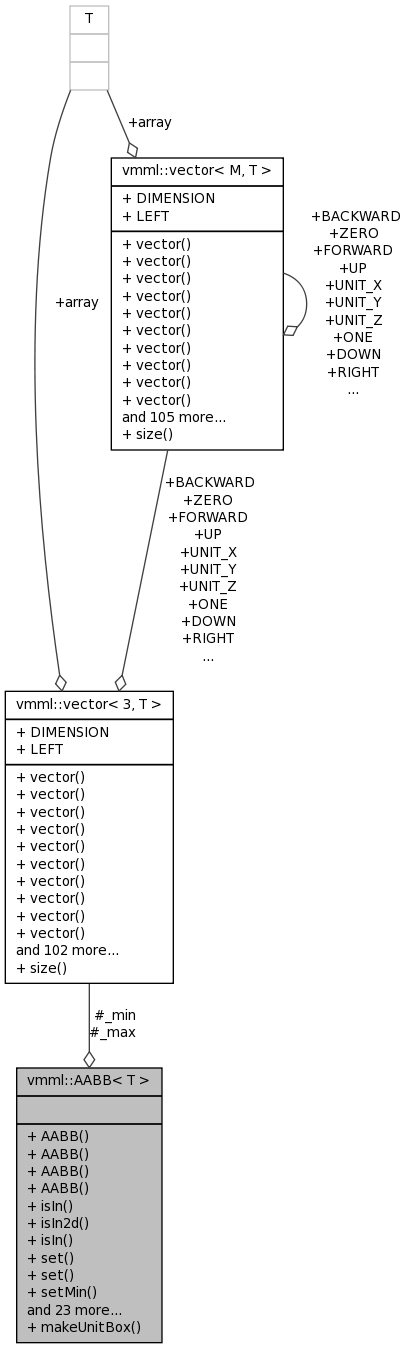 T
+array
vmml::vector< M, T >
+ DIMENSION
+ LEFT
+ vector()
+ vector()
+ vector()
+ vector()
+ vector()
+ vector()
+ vector()
+ vector()
+ vector()
+ vector()
and 105 more...
+ size()
+BACKWARD
+ZERO
+FORWARD
+UP
+UNIT_X
+UNIT_Y
+UNIT_Z
+ONE
+DOWN
+RIGHT
...
+array
+BACKWARD
+ZERO
+FORWARD
+UP
+UNIT_X
+UNIT_Y
+UNIT_Z
+ONE
+DOWN
+RIGHT
...
vmml::vector< 3, T >
+ DIMENSION
+ LEFT
+ vector()
+ vector()
+ vector()
+ vector()
+ vector()
+ vector()
+ vector()
+ vector()
+ vector()
+ vector()
and 102 more...
+ size()
#_min
#_max
vmml::AABB< T >
+ AABB()
+ AABB()
+ AABB()
+ AABB()
+ isIn()
+ isIn2d()
+ isIn()
+ set()
+ set()
+ setMin()
and 23 more...
+ makeUnitBox()